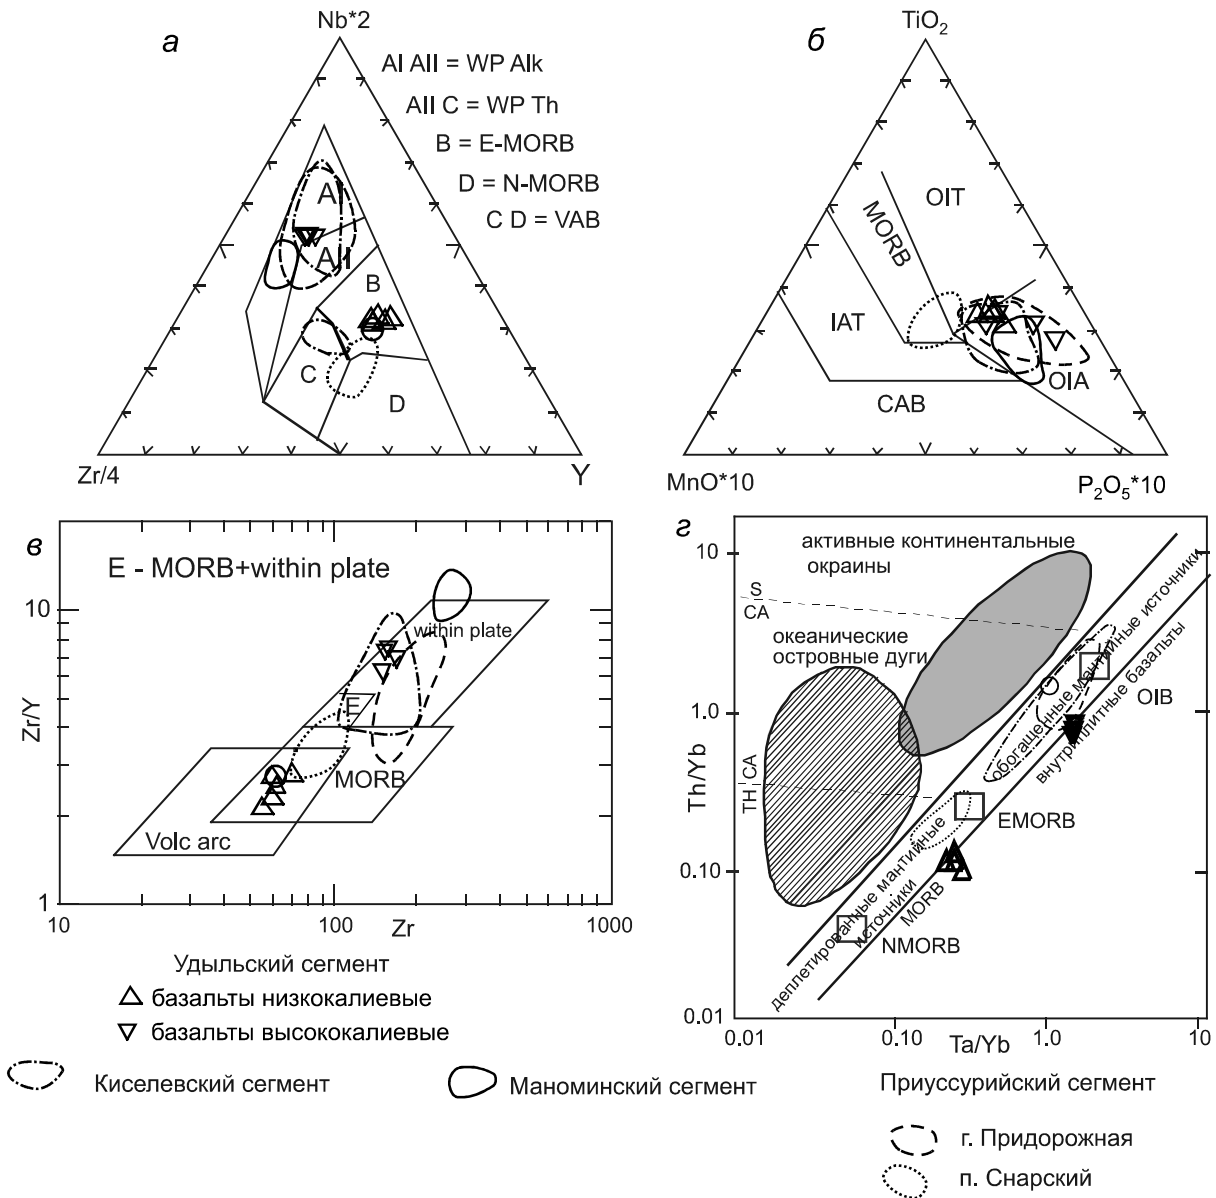 а
Nb*2
AI AII = WP Alk
AII C = WP Th
B = E-MORB
D = N-MORB
C D = VAB
AI
AII
B
C
D
Zr/4
Y
б
TiO₂
OIT
MORB
IAT
CAB
OIA
MnO*10
P₂O₅*10
в
E - MORB+within plate
within plate
E
MORB
Volc arc
Zr/Y
10
1
10
100
1000
Zr
г
активные континентальные
окраины
S
CA
океанические
островные дуги
CA
TH
обогащенные мантийные источники
внутриплитные базальты
OIB
EMORB
деплетированные мантийные
источники
MORB
NMORB
Th/Yb
10
1.0
0.10
0.01
0.01
0.10
1.0
10
Ta/Yb
Удыльский сегмент
базальты низкокалиевые
базальты высококалиевые
Киселевский сегмент
Маноминский сегмент
Приуссурийский сегмент
г. Придорожная
п. Снарский